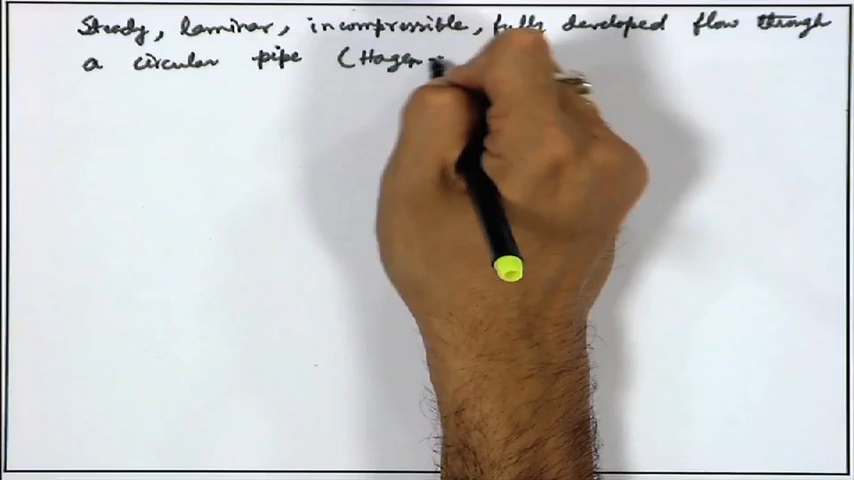 Steady, laminar, incompressible, fully developed flow through
a circular pipe (Hagen-